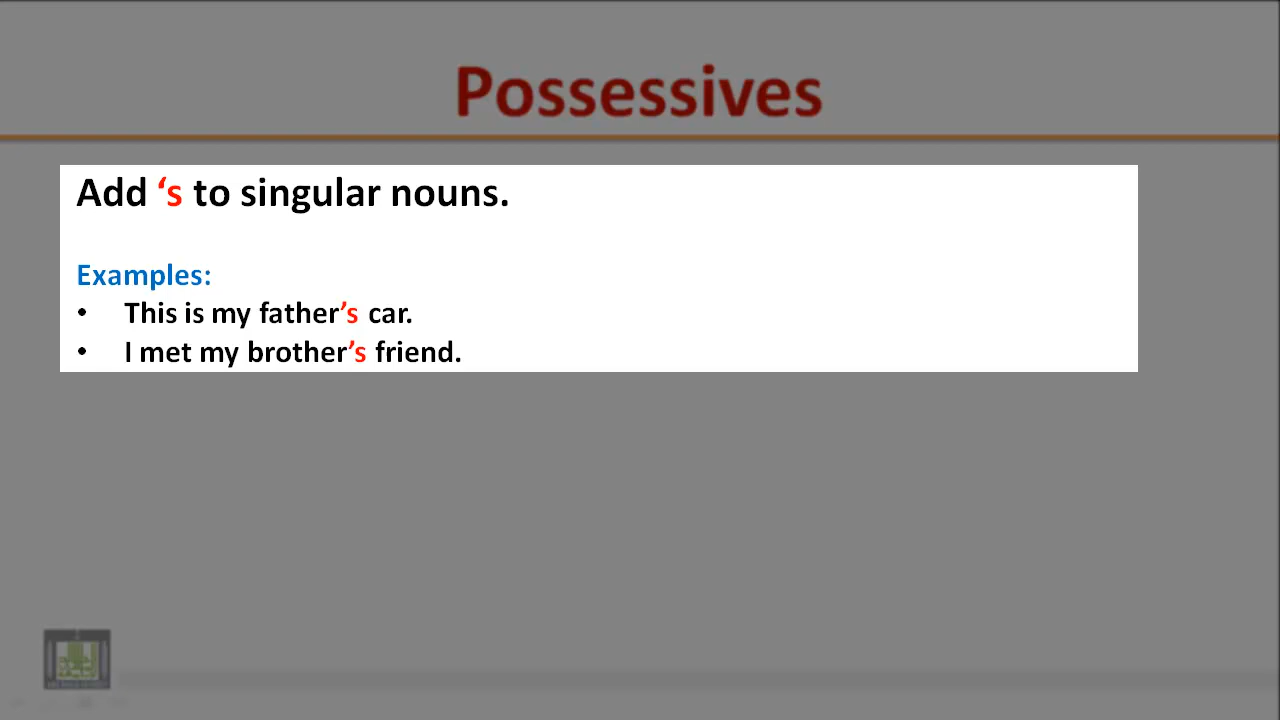 Possessives
Add ‘s to singular nouns.
Examples:
• This is my father’s car.
• I met my brother’s friend.